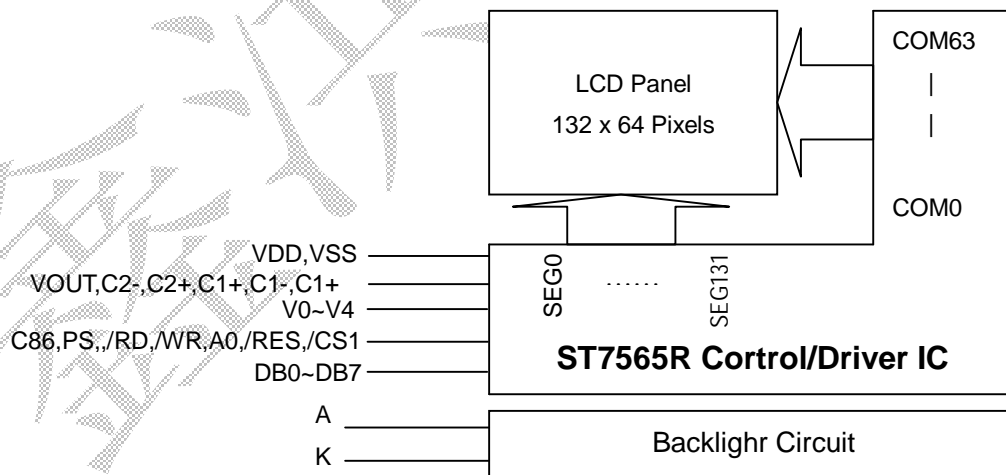 COM63
|
|
COM0
LCD Panel
132 x 64 Pixels
VDD,VSS
VOUT,C2-,C2+,C1+,C1-,C1+
V0~V4
C86,PS,,/RD,/WR,A0,/RES,/CS1
DB0~DB7
SEG0
......
SEG131
ST7565R Cortrol/Driver IC
A
K
Backlighr Circuit